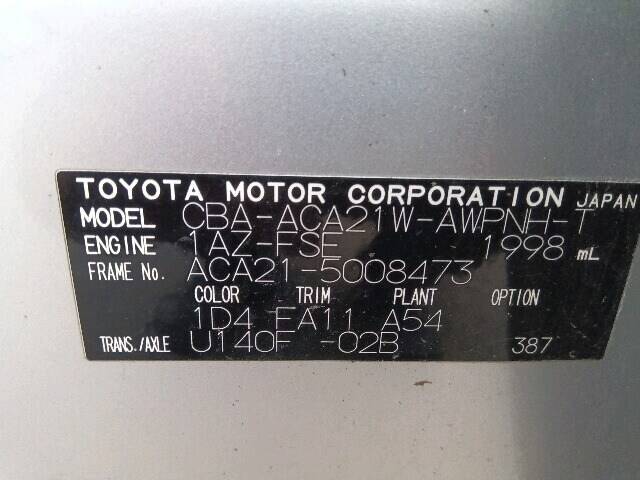 TOYOTA MOTOR CORPORATION JAPAN
MODEL CBA-ACA21W-AWPNH-T
ENGINE 1AZ-FSE 1998 mL
FRAME No. ACA21-5008473
COLOR TRIM PLANT OPTION
1D4 FA11 A54
TRANS./AXLE U140F -02B 387